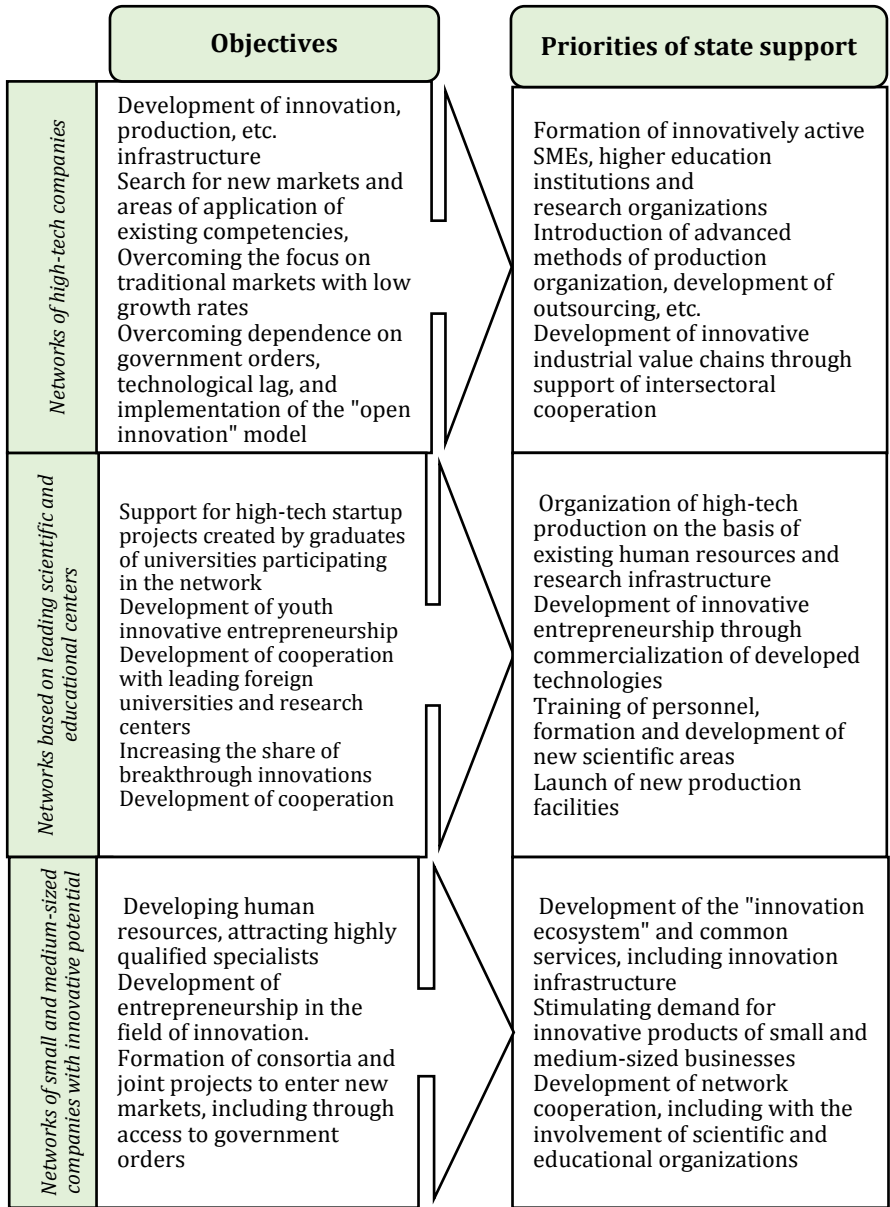 Objectives
Priorities of state support
Networks of high-tech companies
Development of innovation,
production, etc.
infrastructure
Search for new markets and
areas of application of
existing competencies,
Overcoming the focus on
traditional markets with low
growth rates
Overcoming dependence on
government orders,
technological lag, and
implementation of the "open
innovation" model
Formation of innovatively active
SMEs, higher education
institutions and
research organizations
Introduction of advanced
methods of production
organization, development of
outsourcing, etc.
Development of innovative
industrial value chains through
support of intersectoral
cooperation
Networks based on leading scientific and
educational centers
Support for high-tech startup
projects created by graduates
of universities participating
in the network
Development of youth
innovative entrepreneurship
Development of cooperation
with leading foreign
universities and research
centers
Increasing the share of
breakthrough innovations
Development of cooperation
Organization of high-tech
production on the basis of
existing human resources and
research infrastructure
Development of innovative
entrepreneurship through
commercialization of developed
technologies
Training of personnel,
formation and development of
new scientific areas
Launch of new production
facilities
Networks of small and medium-sized
companies with innovative potential
Developing human
resources, attracting highly
qualified specialists
Development of
entrepreneurship in the
field of innovation.
Formation of consortia and
joint projects to enter new
markets, including through
access to government
orders
Development of the "innovation
ecosystem" and common
services, including innovation
infrastructure
Stimulating demand for
innovative products of small and
medium-sized businesses
Development of network
cooperation, including with the
involvement of scientific and
educational organizations